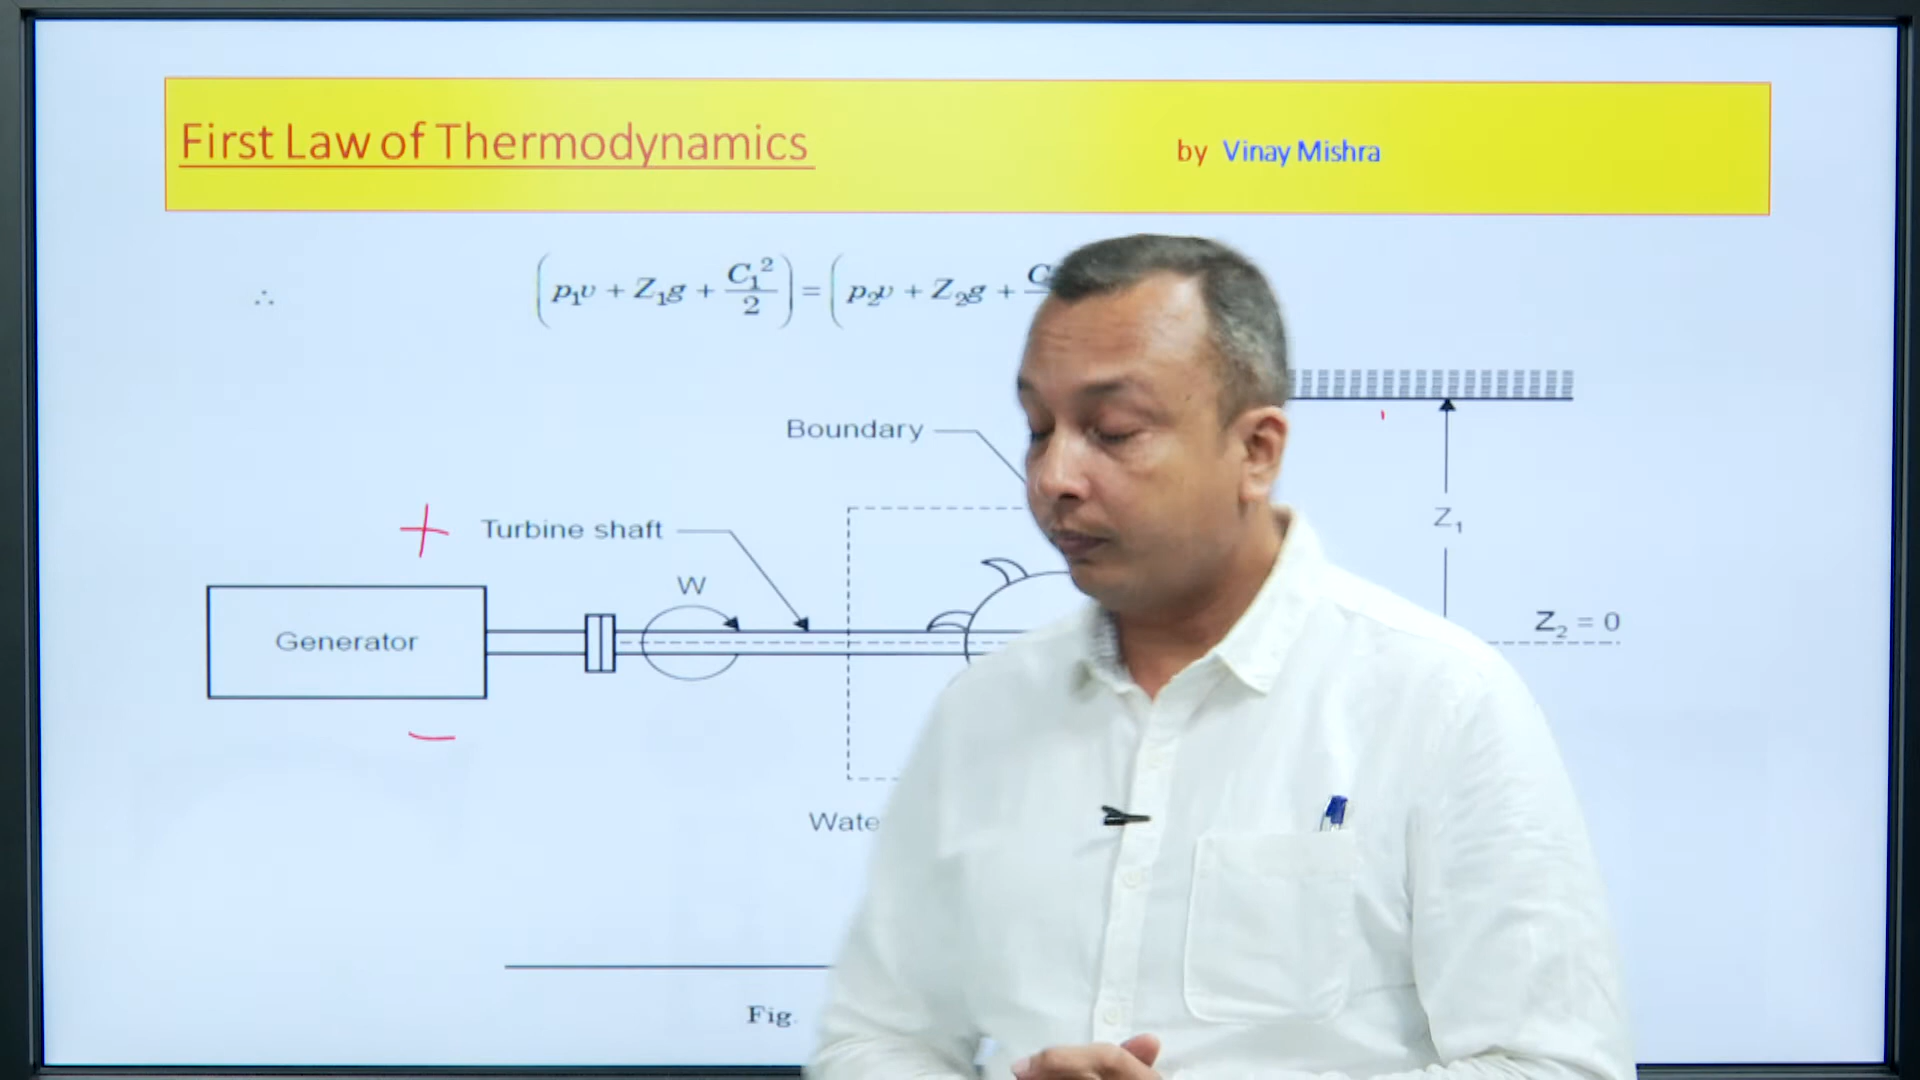 First Law of Thermodynamics by Vinay Mishra
∴ (p₁v + Z₁g + C₁²/2) = (p₂v + Z₂g + C
Boundary
+ Turbine shaft
Z₁
W
Z₂ = 0
Generator
−
Wate
Fig.